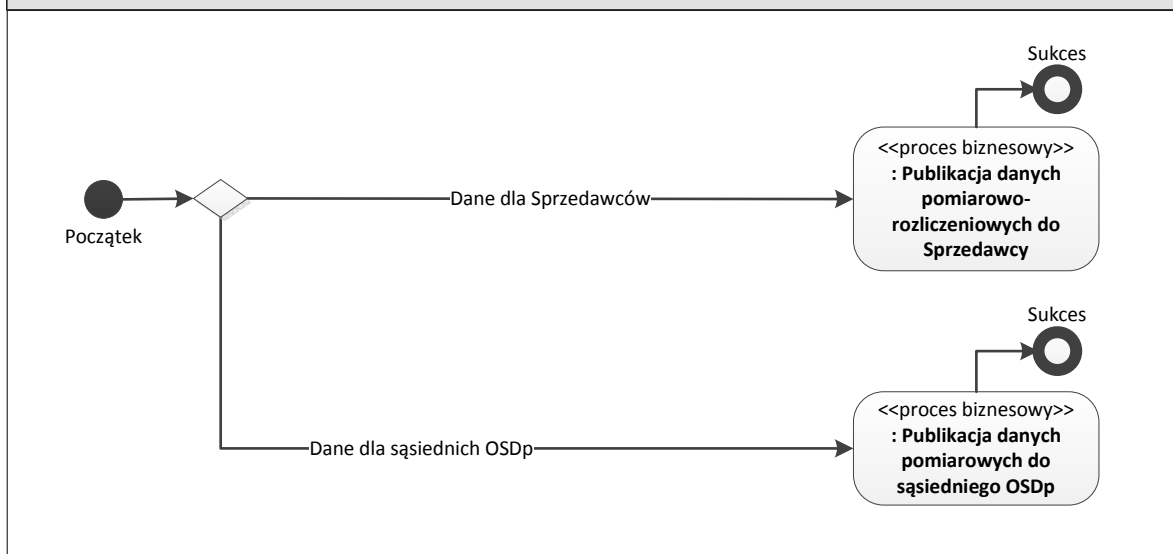 Sukces
<<proces biznesowy>>
: Publikacja danych
pomiarowo-
rozliczeniowych do
Sprzedawcy
Dane dla Sprzedawców
Początek
Sukces
<<proces biznesowy>>
: Publikacja danych
pomiarowych do
sąsiedniego OSDp
Dane dla sąsiednich OSDp